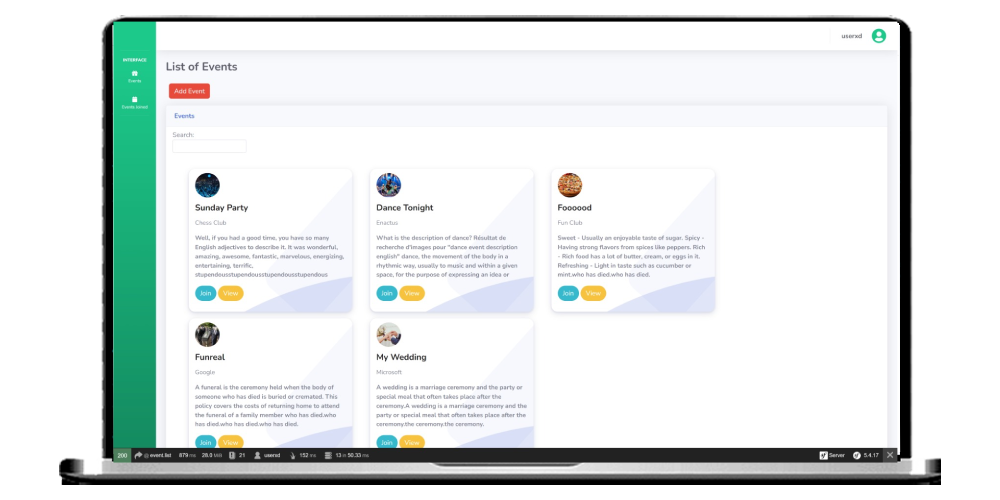 userxd
INTERFACE
Events
Events Joined
List of Events
Add Event
Events
Search:
Sunday Party
Chess Club
Well, if you had a good time, you have so many
English adjectives to describe it. It was wonderful,
amazing, awesome, fantastic, marvelous, energizing,
entertaining, terrific,
stupendousstupendousstupendousstupendous
Join View
Dance Tonight
Enactus
What is the description of dance? Résultat de
recherche d'images pour "dance event description
english" dance, the movement of the body in a
rhythmic way, usually to music and within a given
space, for the purpose of expressing an idea or
Join View
Foooood
Fun Club
Sweet - Usually an enjoyable taste of sugar. Spicy -
Having strong flavors from spices like peppers. Rich
- Rich food has a lot of butter, cream, or eggs in it.
Refreshing - Light in taste such as cucumber or
mint.who has died.who has died.
Join View
Funreal
Google
A funeral is the ceremony held when the body of
someone who has died is buried or cremated. This
policy covers the costs of returning home to attend
the funeral of a family member who has died.who
has died.who has died.who has died.
Join View
My Wedding
Microsoft
A wedding is a marriage ceremony and the party or
special meal that often takes place after the
ceremony.A wedding is a marriage ceremony and the
party or special meal that often takes place after the
ceremony.the ceremony.the ceremony.
Join View
200 @ event.list 879 ms 28.0 MiB 21 userxd 152 ms 13 in 50.33 ms Server 5.4.17